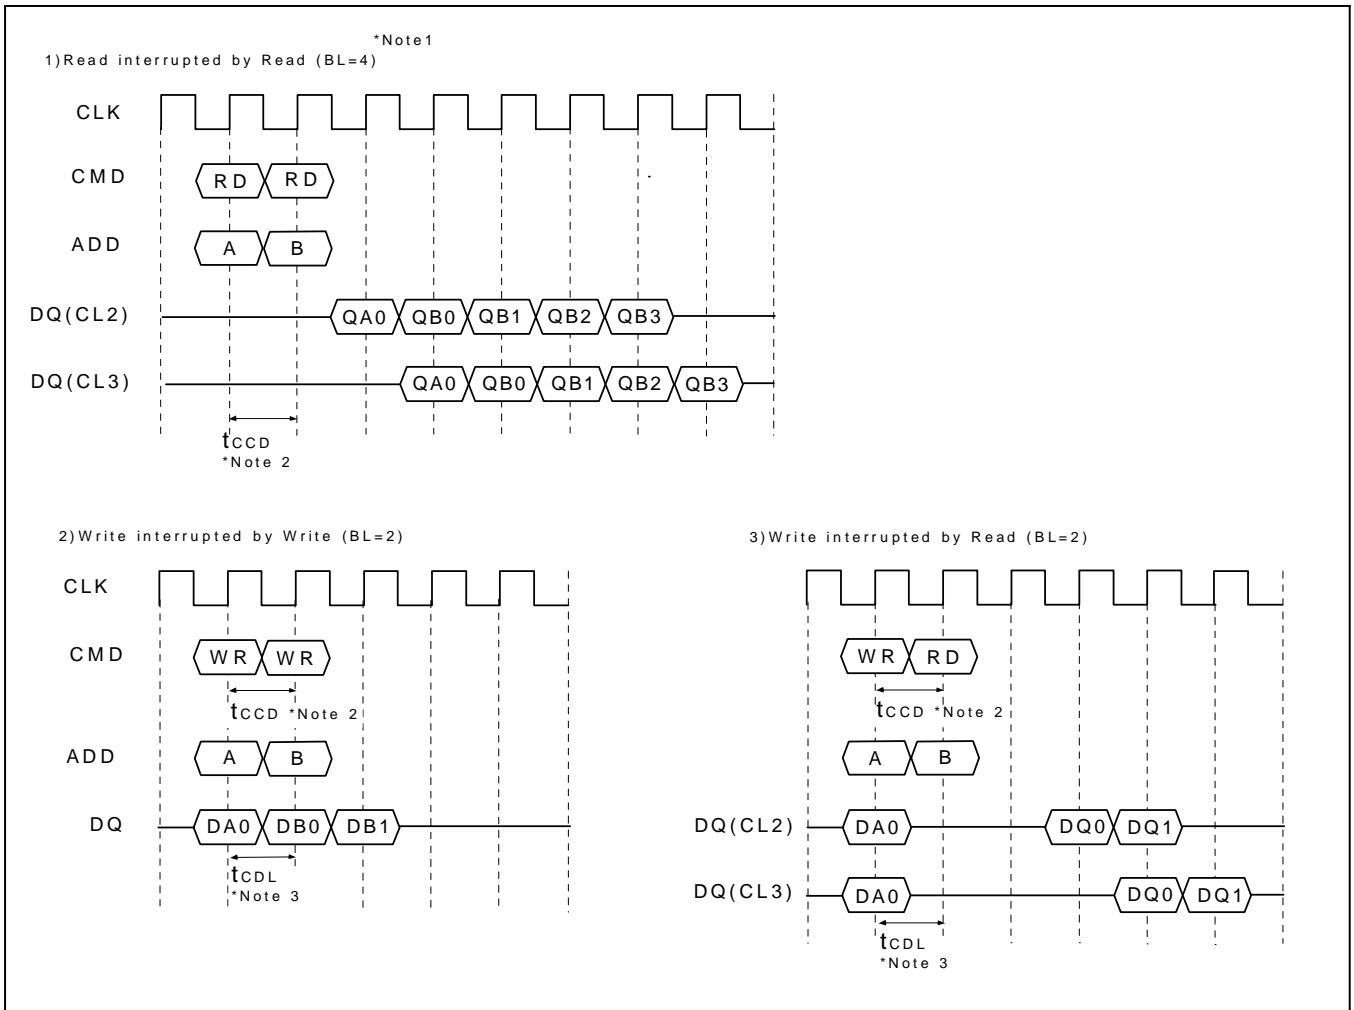 *Note1
1)Read interrupted by Read (BL=4)
CLK
CMD RD RD
ADD A B
DQ(CL2) QA0 QB0 QB1 QB2 QB3
DQ(CL3) QA0 QB0 QB1 QB2 QB3
tCCD
*Note 2
2)Write interrupted by Write (BL=2)
CLK
CMD WR WR
tCCD *Note 2
ADD A B
DQ DA0 DB0 DB1
tCDL
*Note 3
3)Write interrupted by Read (BL=2)
WR RD
tCCD *Note 2
A B
DQ(CL2) DA0 DQ0 DQ1
DQ(CL3) DA0 DQ0 DQ1
tCDL
*Note 3